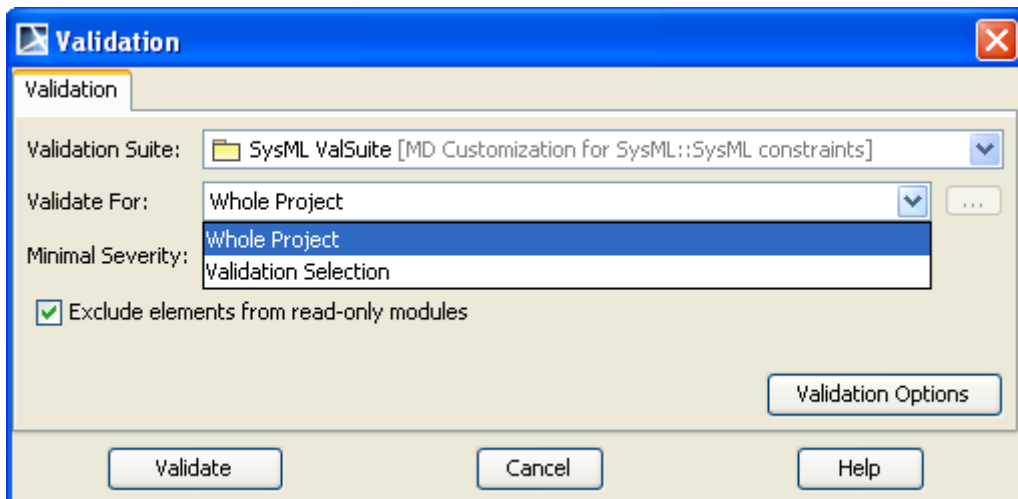 Validation
Validation
Validation Suite: SysML ValSuite [MD Customization for SysML::SysML constraints]
Validate For: Whole Project ...
Whole Project
Minimal Severity:
Validation Selection
Exclude elements from read-only modules
Validation Options
Validate Cancel Help